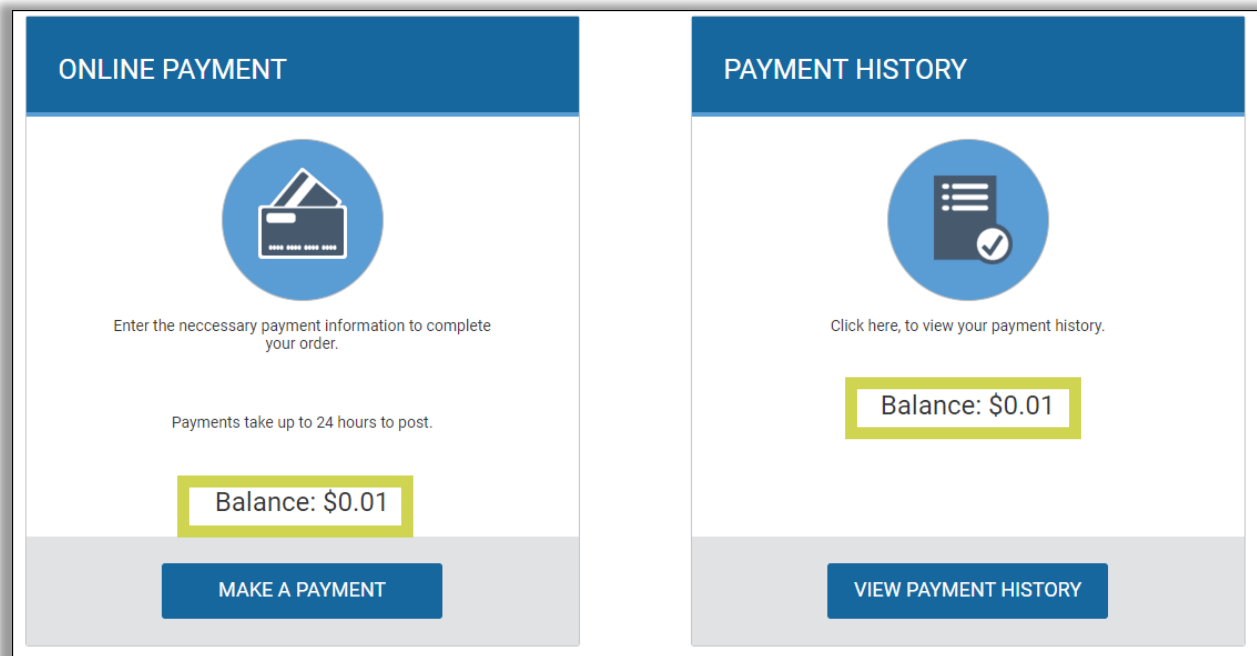 ONLINE PAYMENT
Enter the neccessary payment information to complete
your order.
Payments take up to 24 hours to post.
Balance: $0.01
MAKE A PAYMENT
PAYMENT HISTORY
Click here, to view your payment history.
Balance: $0.01
VIEW PAYMENT HISTORY